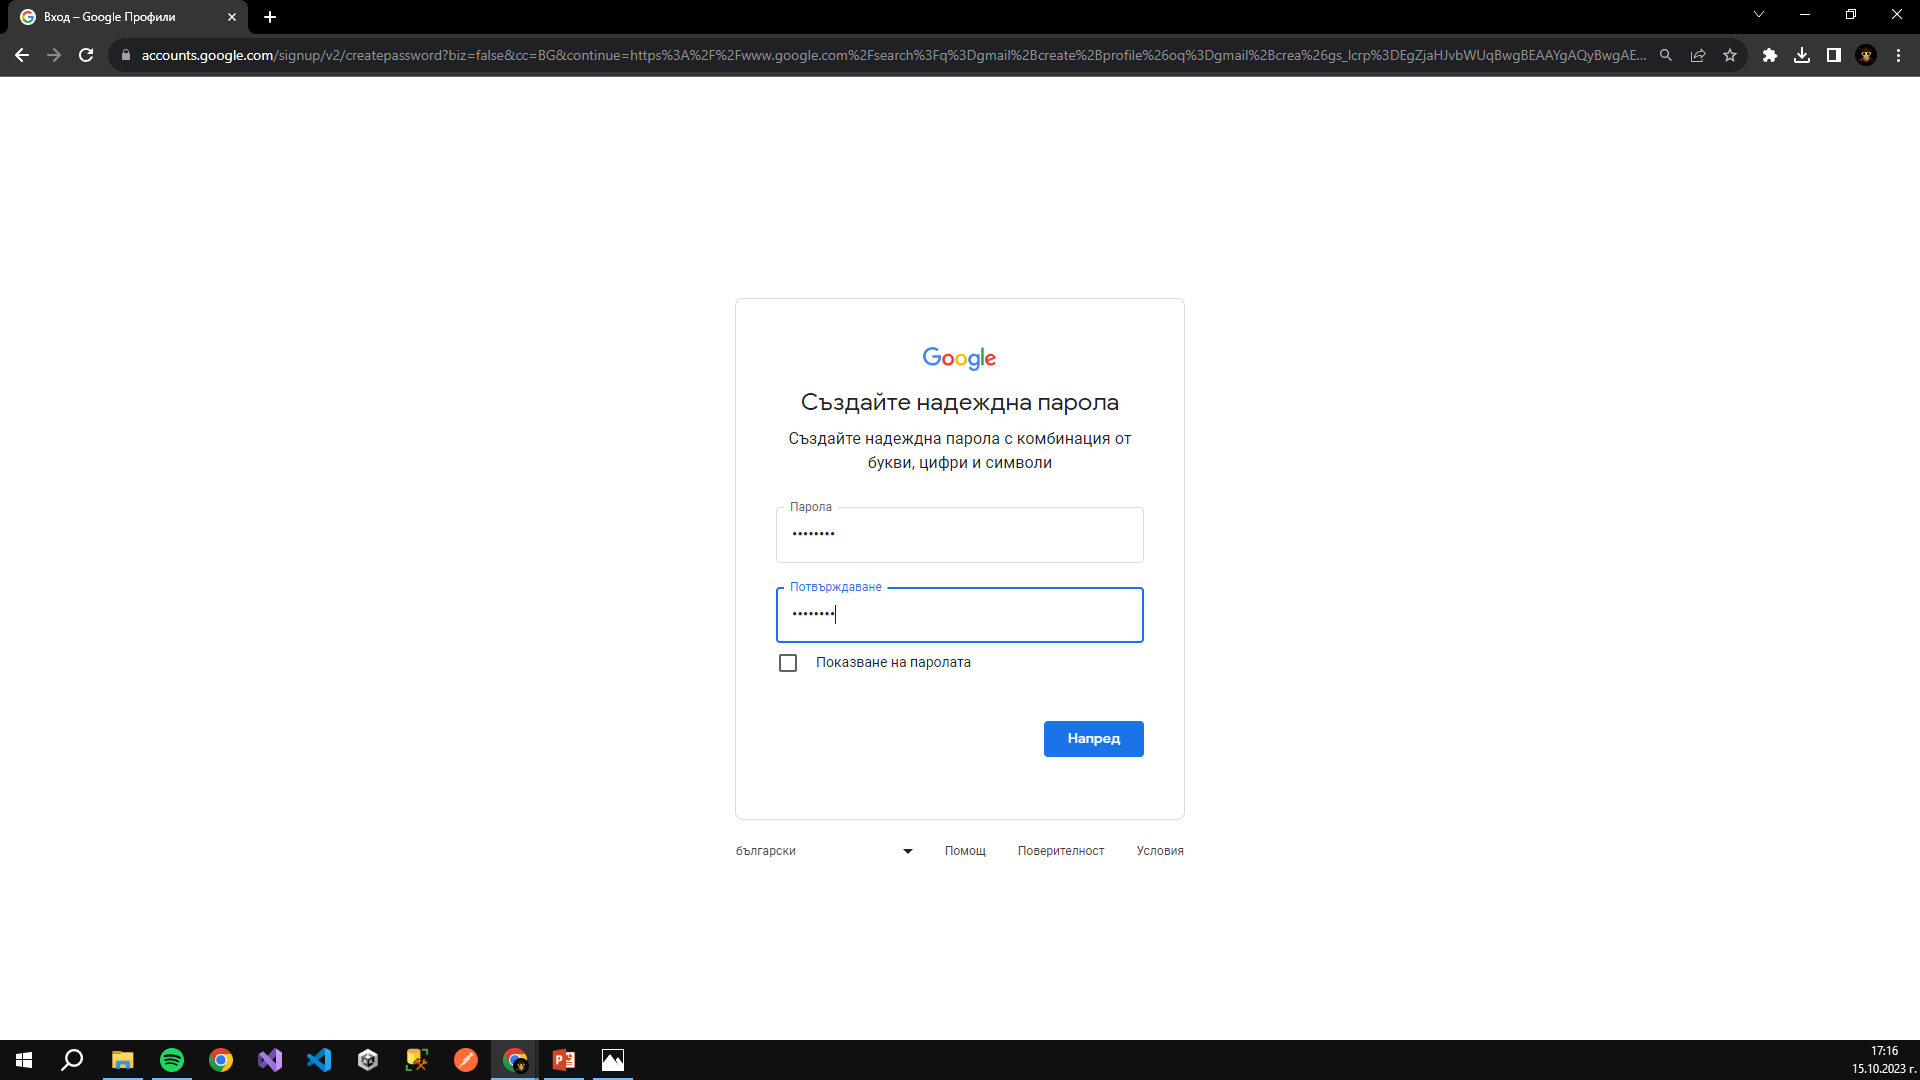 Вход – Google Профили
accounts.google.com/signup/v2/createpassword?biz=false&cc=BG&continue=https%3A%2F%2Fwww.google.com%2Fsearch%3Fq%3Dgmail%2Bcreate%2Bprofile%26oq%3Dgmail%2Bcrea%26gs_lcrp%3DEgZjaHJvbWUqBwgBEAAYgAQyBwgAE...
Google
Създайте надеждна парола
Създайте надеждна парола с комбинация от
букви, цифри и символи
Парола
••••••••
Потвърждаване
••••••••
Показване на паролата
Напред
български
Помощ
Поверителност
Условия
17:16
15.10.2023 г.